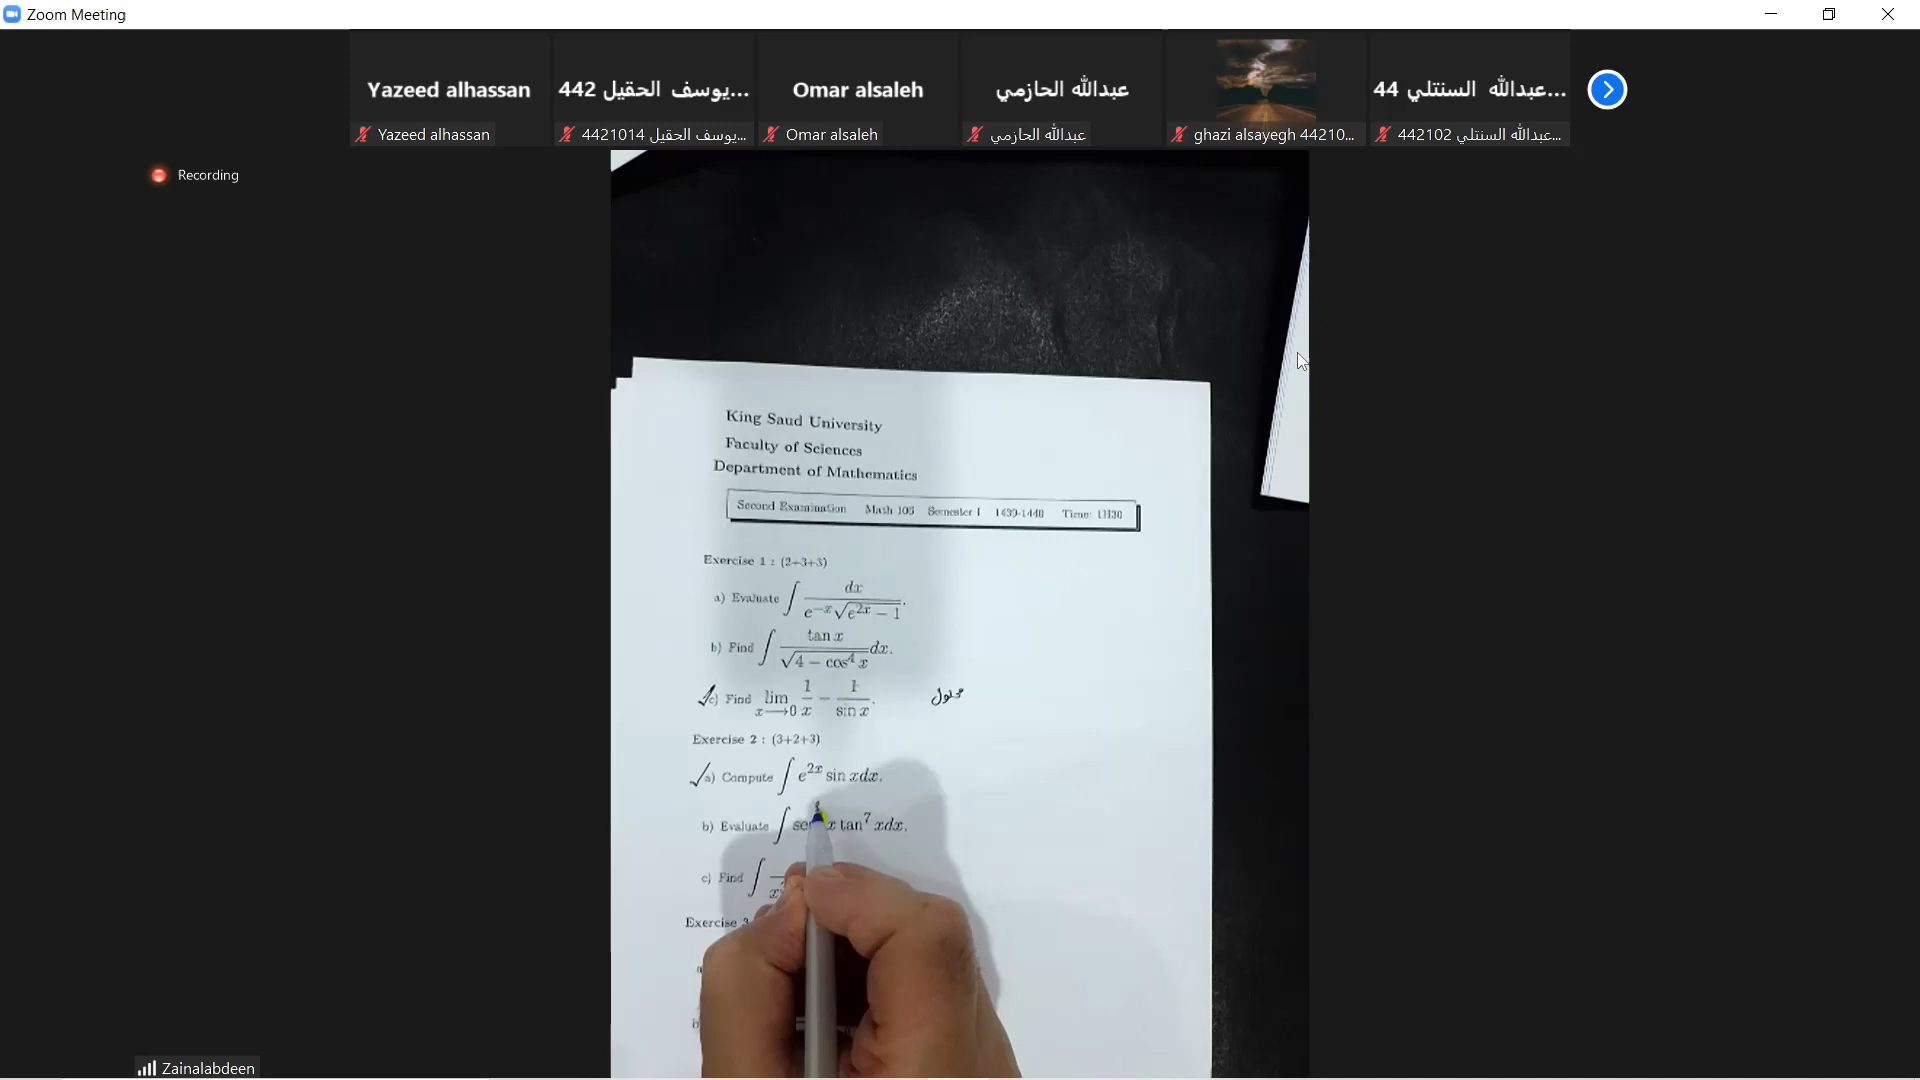 Zoom Meeting
Yazeed alhassan
يوسف الحقيل 442...
Omar alsaleh
عبدالله الحازمي
عبدالله السنتلي 44...
Yazeed alhassan
يوسف الحقيل 4421014...
Omar alsaleh
عبدالله الحازمي
ghazi alsayegh 44210...
عبدالله السنتلي 442102...
Recording
King Saud University
Faculty of Sciences
Department of Mathematics
Second Examination Math 106 Semester I 1439-1440 Time: 1H30
Exercise 1 : (2+3+3)
a) Evaluate ∫ dx / (e^{-x}√(e^{2x} − 1)).
b) Find ∫ tan x / √(4 − cos⁴ x) dx.
c) Find lim x⟶0 1/x − 1/sin x.
Exercise 2 : (3+2+3)
a) Compute ∫ e^{2x} sin xdx.
b) Evaluate ∫ x tan⁷ xdx.
c) Find ∫
Exercise
Zainalabdeen